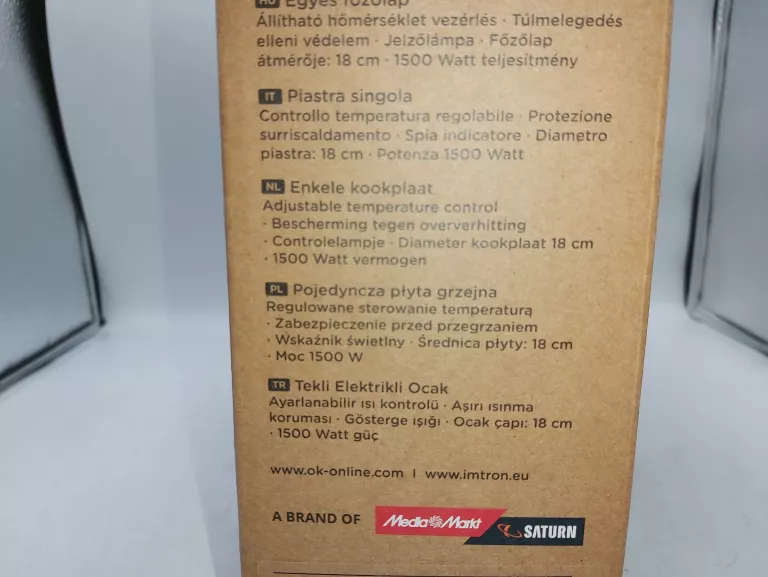 HU Egyes főzőlap
Állítható hőmérséklet vezérlés · Túlmelegedés
elleni védelem · Jelzőlámpa · Főzőlap
átmérője: 18 cm · 1500 Watt teljesítmény
IT Piastra singola
Controllo temperatura regolabile · Protezione
surriscaldamento · Spia indicatore · Diametro
piastra: 18 cm · Potenza 1500 Watt
NL Enkele kookplaat
Adjustable temperature control
· Bescherming tegen oververhitting
· Controlelampje · Diameter kookplaat 18 cm
· 1500 Watt vermogen
PL Pojedyncza płyta grzejna
Regulowane sterowanie temperaturą
· Zabezpieczenie przed przegrzaniem
· Wskaźnik świetlny · Średnica płyty: 18 cm
· Moc 1500 W
TR Tekli Elektrikli Ocak
Ayarlanabilir ısı kontrolü · Aşırı ısınma
koruması · Gösterge ışığı · Ocak çapı: 18 cm
· 1500 Watt güç
www.ok-online.com | www.imtron.eu
A BRAND OF MediaMarkt SATURN